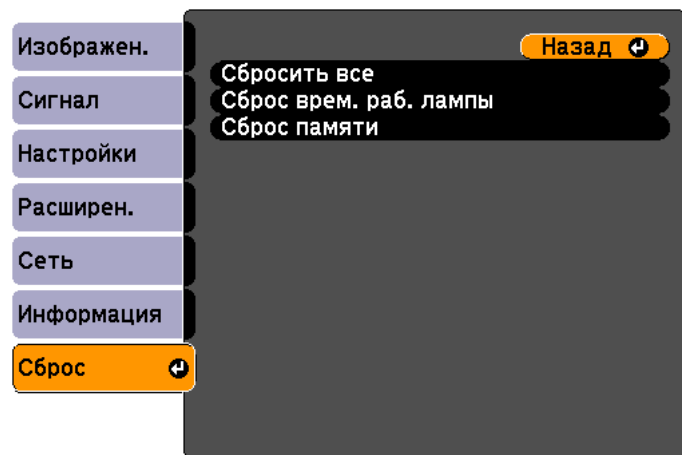 Изображен.
Сигнал
Настройки
Расширен.
Сеть
Информация
Сброс
Назад
Сбросить все
Сброс врем. раб. лампы
Сброс памяти